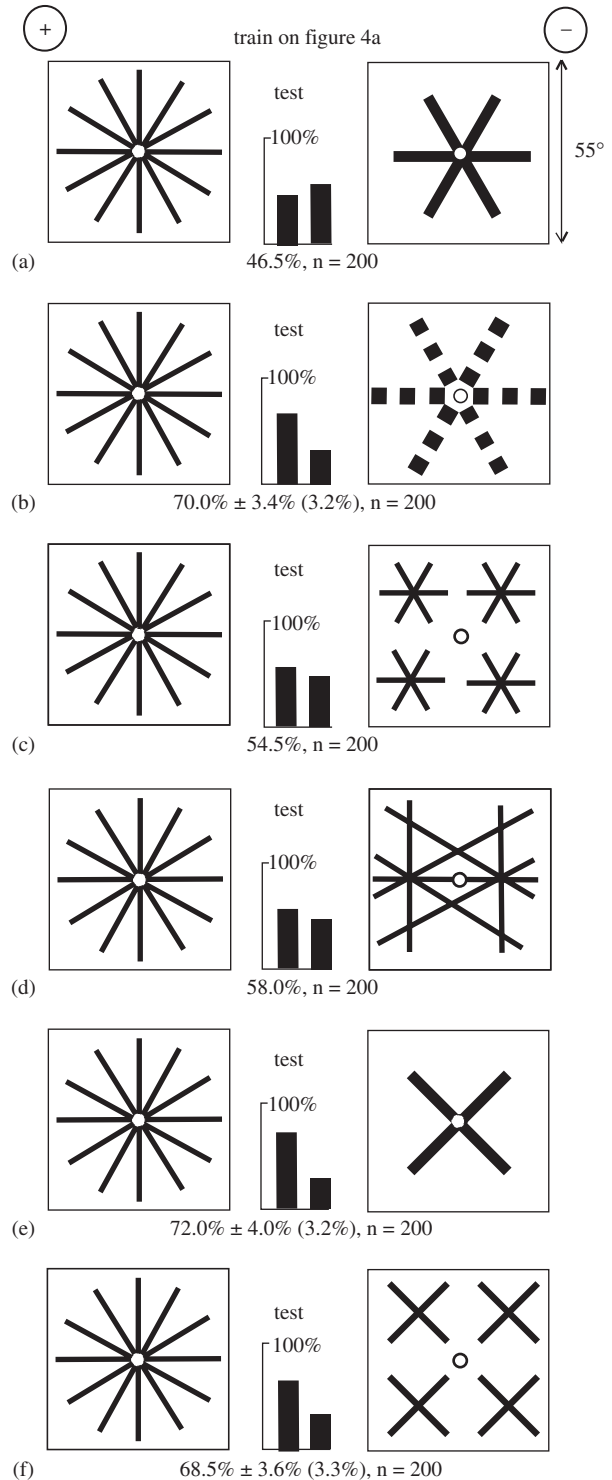 +
train on figure 4a
−
test
100%
55°
(a)
46.5%, n = 200
test
100%
(b)
70.0% ± 3.4% (3.2%), n = 200
test
100%
(c)
54.5%, n = 200
test
100%
(d)
58.0%, n = 200
test
100%
(e)
72.0% ± 4.0% (3.2%), n = 200
test
100%
(f)
68.5% ± 3.6% (3.3%), n = 200